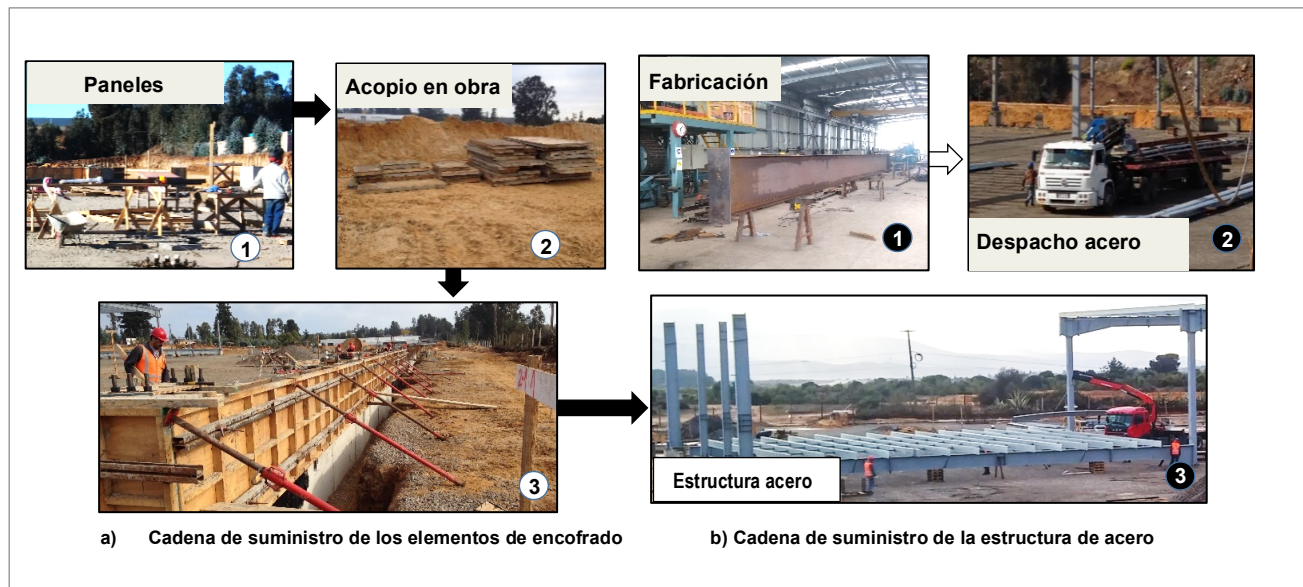 Paneles
1
Acopio en obra
2
Fabricación
1
Despacho acero
2
3
Estructura acero
3
a) Cadena de suministro de los elementos de encofrado
b) Cadena de suministro de la estructura de acero